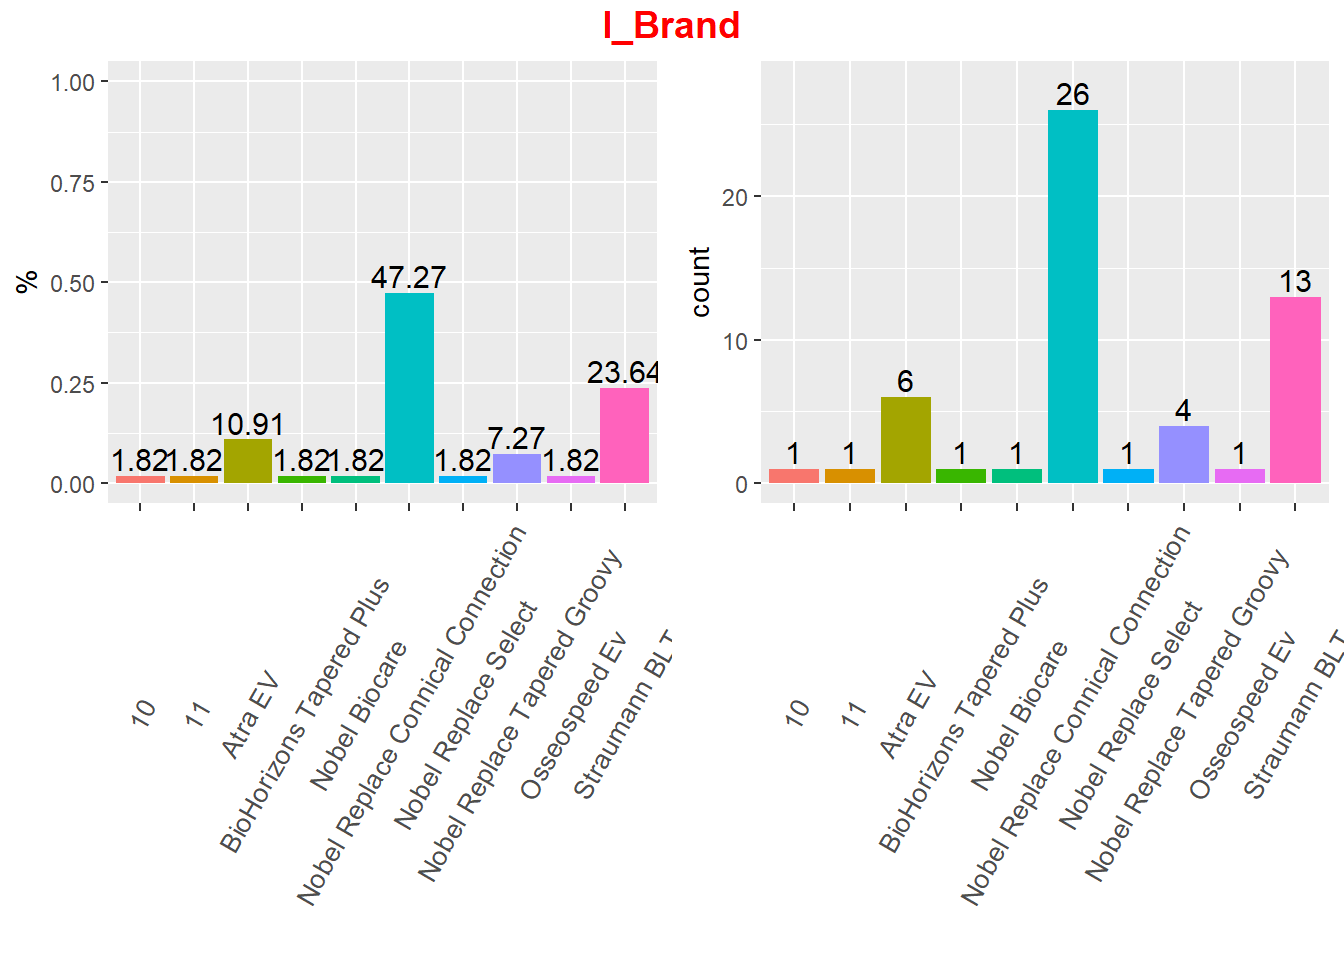 I_Brand
%
1.00
0.75
0.50
0.25
0.00
1.82
1.82
10.91
1.82
1.82
47.27
1.82
7.27
1.82
23.64
10
11
Atra EV
BioHorizons Tapered Plus
Nobel Biocare
Nobel Replace Connical Connection
Nobel Replace Select
Nobel Replace Tapered Groovy
Osseospeed Ev
Straumann BLT
count
20
10
0
1
1
6
1
1
26
1
4
1
13
10
11
Atra EV
BioHorizons Tapered Plus
Nobel Biocare
Nobel Replace Connical Connection
Nobel Replace Select
Nobel Replace Tapered Groovy
Osseospeed Ev
Straumann BLT